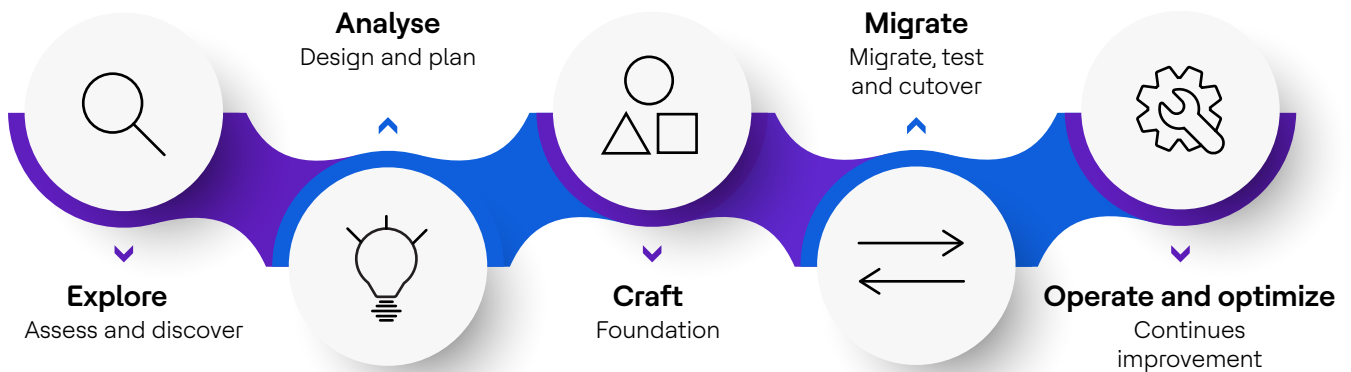 Explore
Assess and discover
Analyse
Design and plan
Craft
Foundation
Migrate
Migrate, test
and cutover
Operate and optimize
Continues
improvement